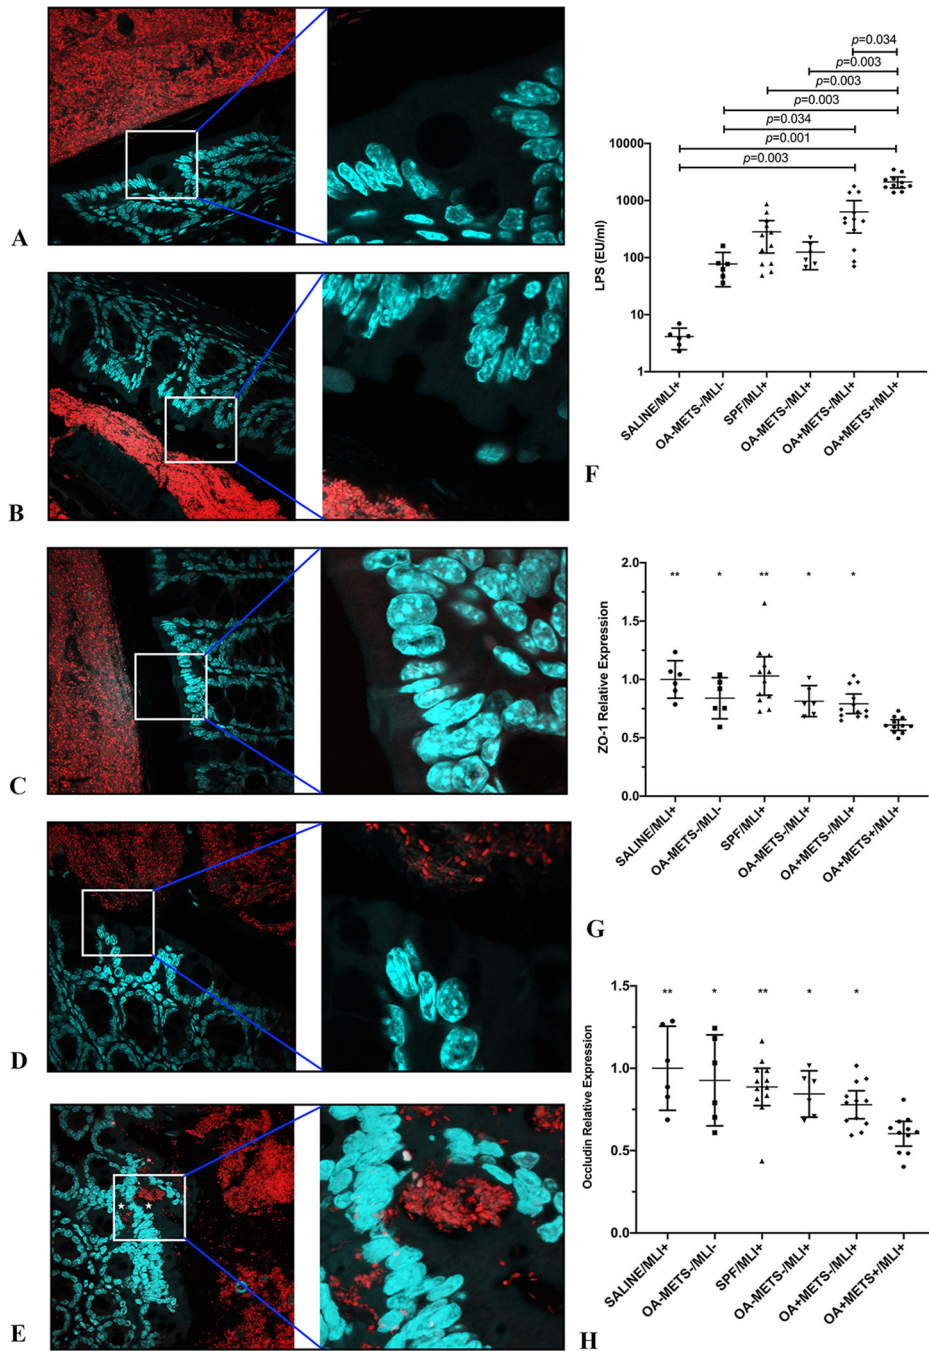 A
B
C
D
E
p=0.034
p=0.003
p=0.003
p=0.003
p=0.034
p=0.001
p=0.003
LPS (EU/ml)
10000
1000
100
10
1
SALINE/MLI+
OA-METS-/MLI-
SPF/MLI+
OA-METS-/MLI+
OA+METS-/MLI+
OA+METS+/MLI+
F
ZO-1 Relative Expression
2.0
1.5
1.0
0.5
0.0
** * ** * *
SALINE/MLI+
OA-METS-/MLI-
SPF/MLI+
OA-METS-/MLI+
OA+METS-/MLI+
OA+METS+/MLI+
G
Occludin Relative Expression
1.5
1.0
0.5
0.0
** * ** * *
SALINE/MLI+
OA-METS-/MLI-
SPF/MLI+
OA-METS-/MLI+
OA+METS-/MLI+
OA+METS+/MLI+
H